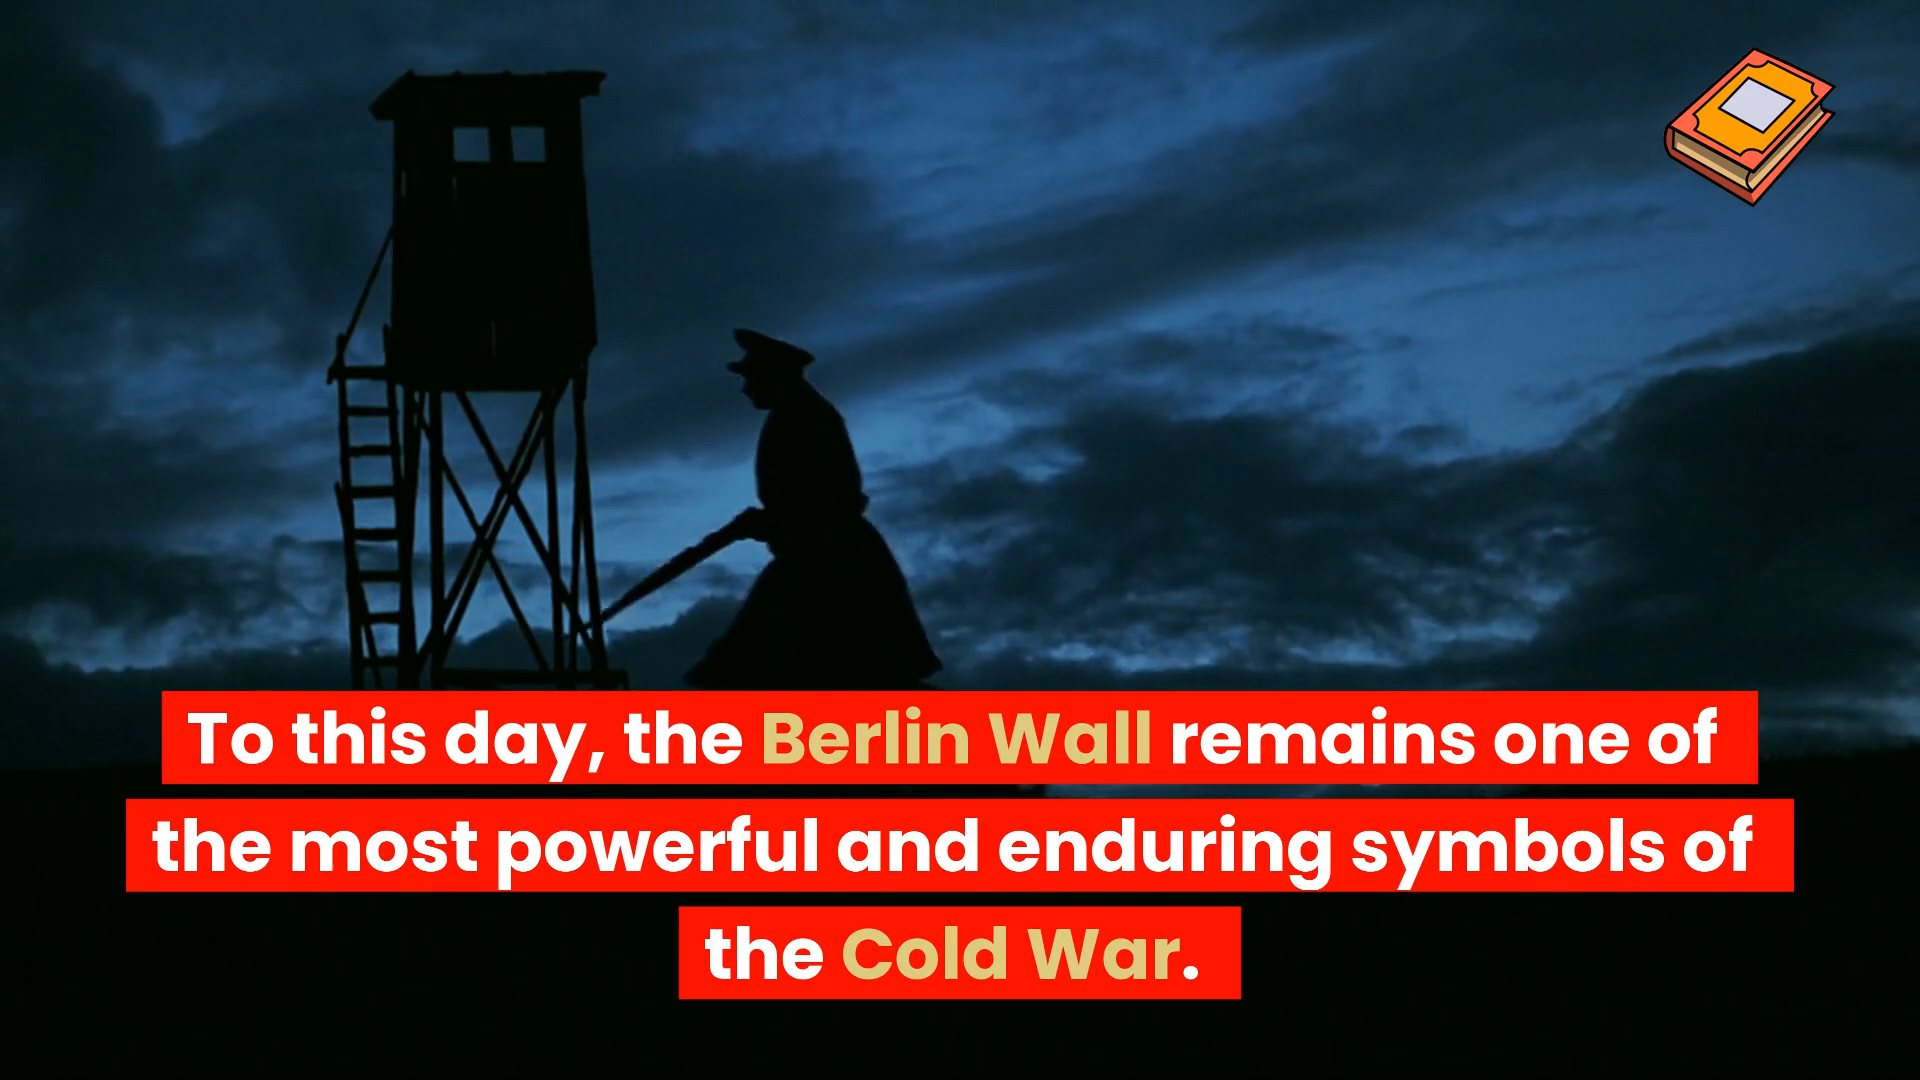 To this day, the Berlin Wall remains one of
the most powerful and enduring symbols of
the Cold War.